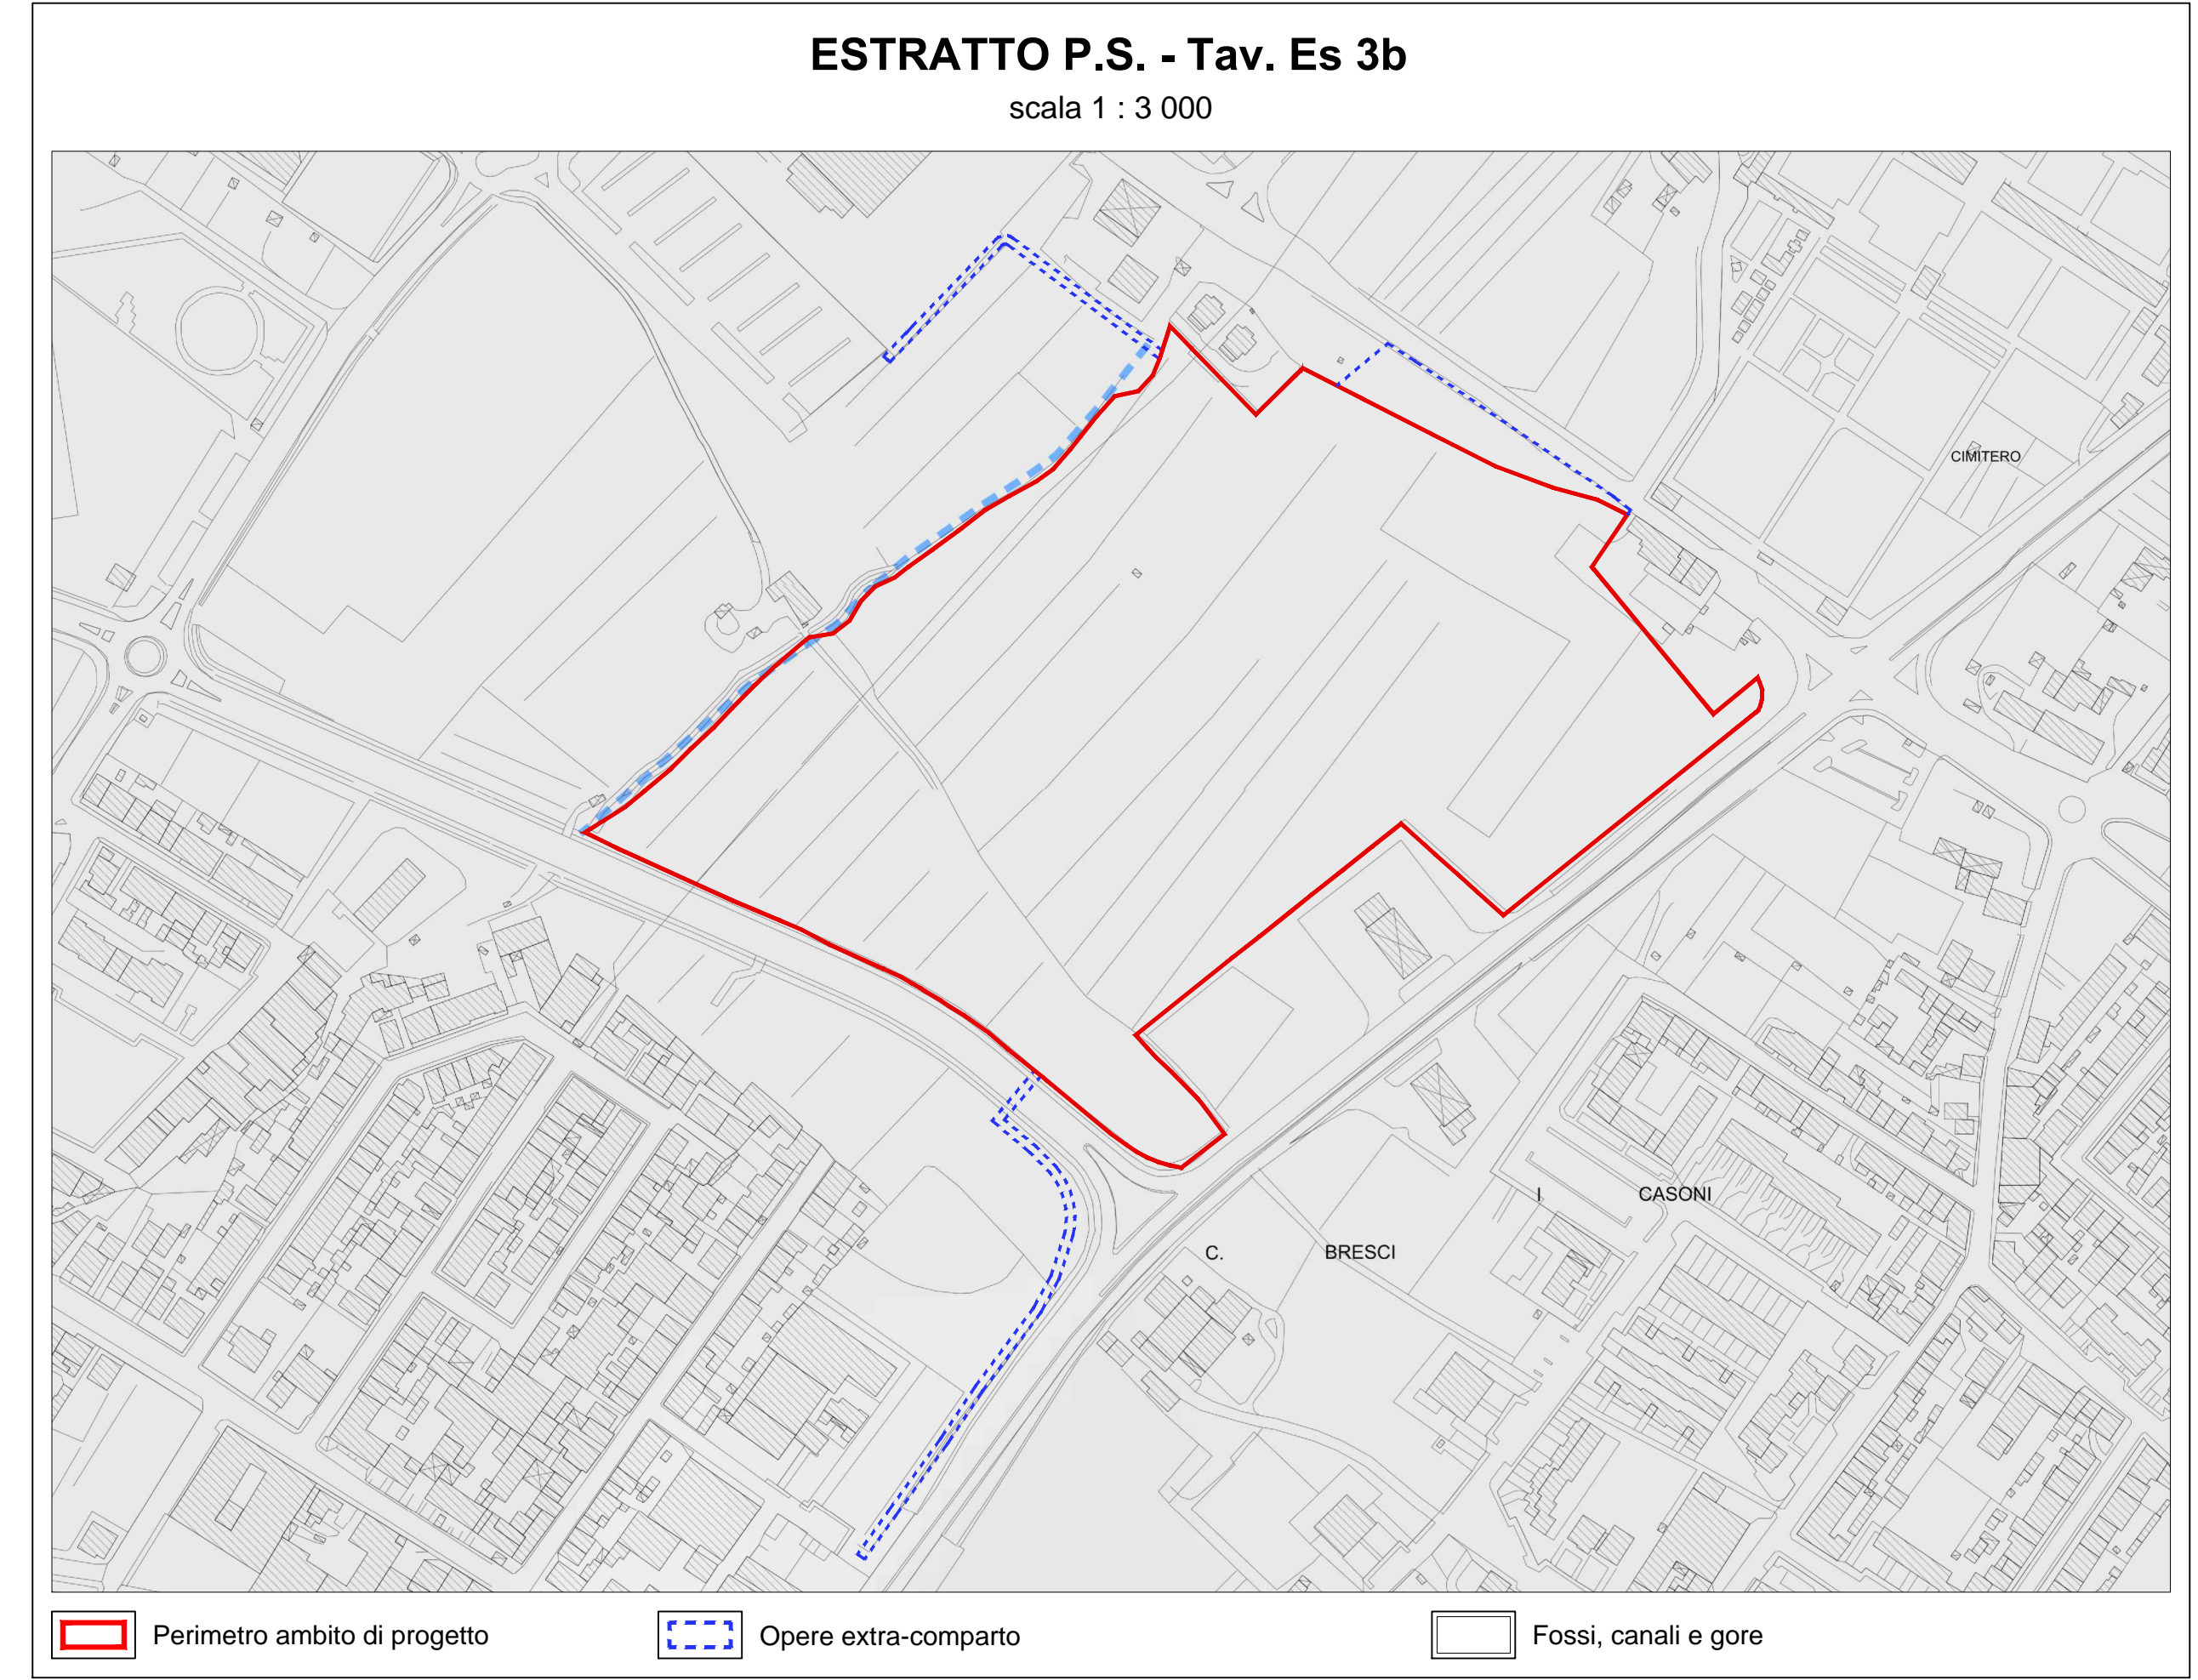 ESTRATTO P.S. - Tav. Es 3b
scala 1 : 3 000
CIMITERO
I CASONI
C. BRESCI
Perimetro ambito di progetto
Opere extra-comparto
Fossi, canali e gore